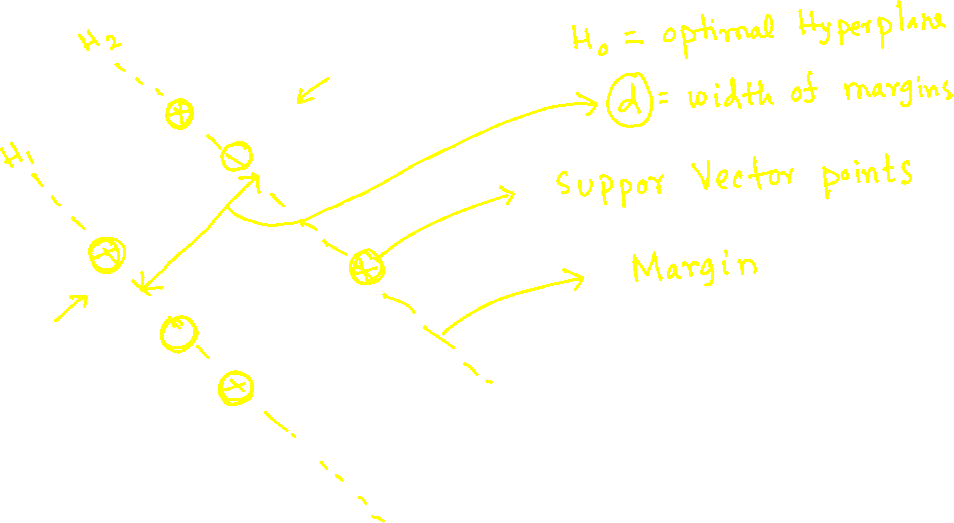 H2
H0 = optimal Hyperplane
d = width of margins
H1
suppor Vector points
Margin